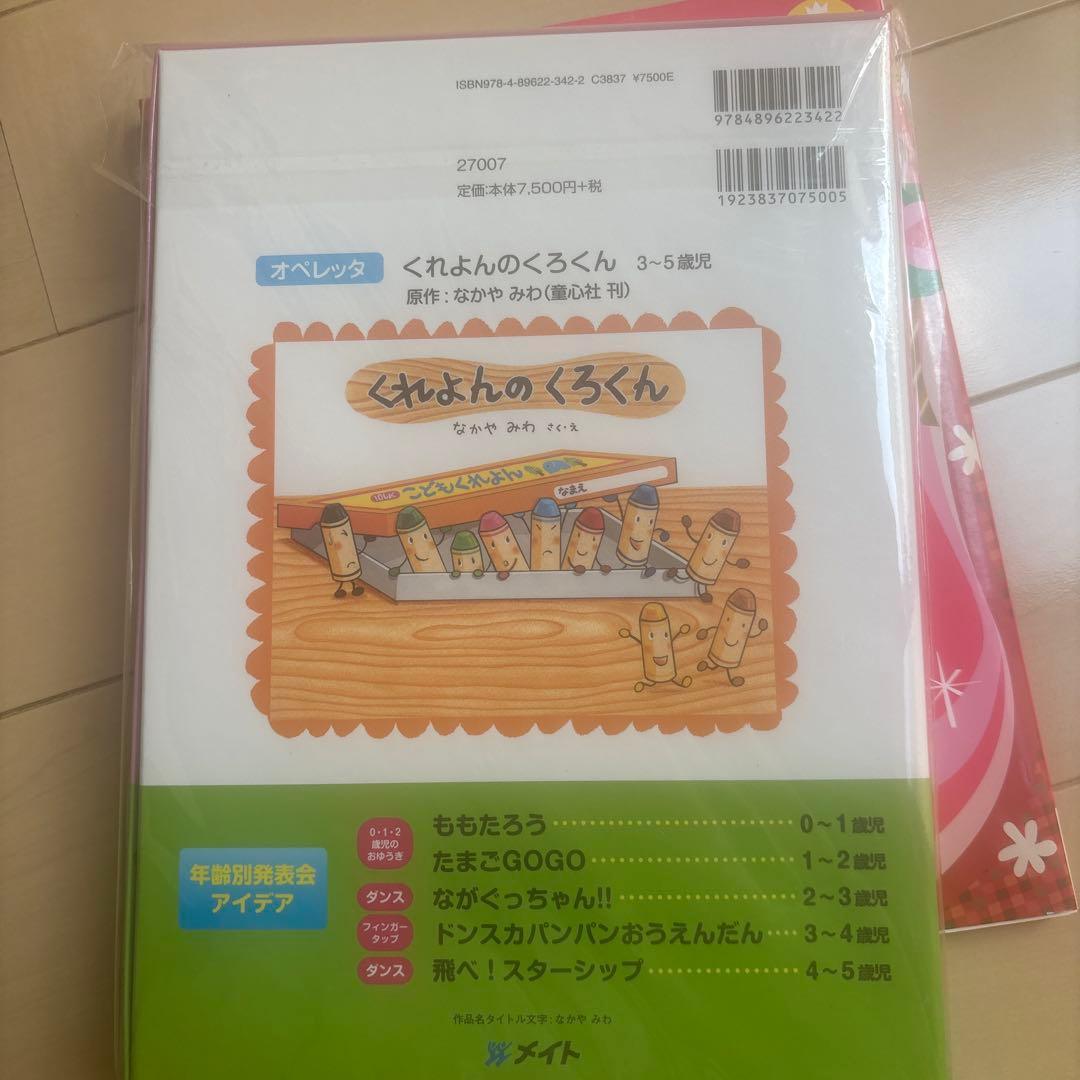 ISBN978-4-89622-342-2 C3837 ¥7500E
9784896223422
27007
定価:本体7,500円+税
1923837075005
オペレッタ くれよんのくろくん 3〜5歳児
原作:なかや みわ(童心社 刊)
くれよんのくろくん
なかや みわ さく・え
10しょく こどもくれよん
なまえ
年齢別発表会
アイデア
0・1・2
歳児の
おゆうぎ
ももたろう 0〜1歳児
たまごGOGO 1〜2歳児
ダンス ながぐっちゃん!! 2〜3歳児
フィンガー
タップ
ドンスカパンパンおうえんだん 3〜4歳児
ダンス 飛べ!スターシップ 4〜5歳児
作品名タイトル文字:なかや みわ
メイト